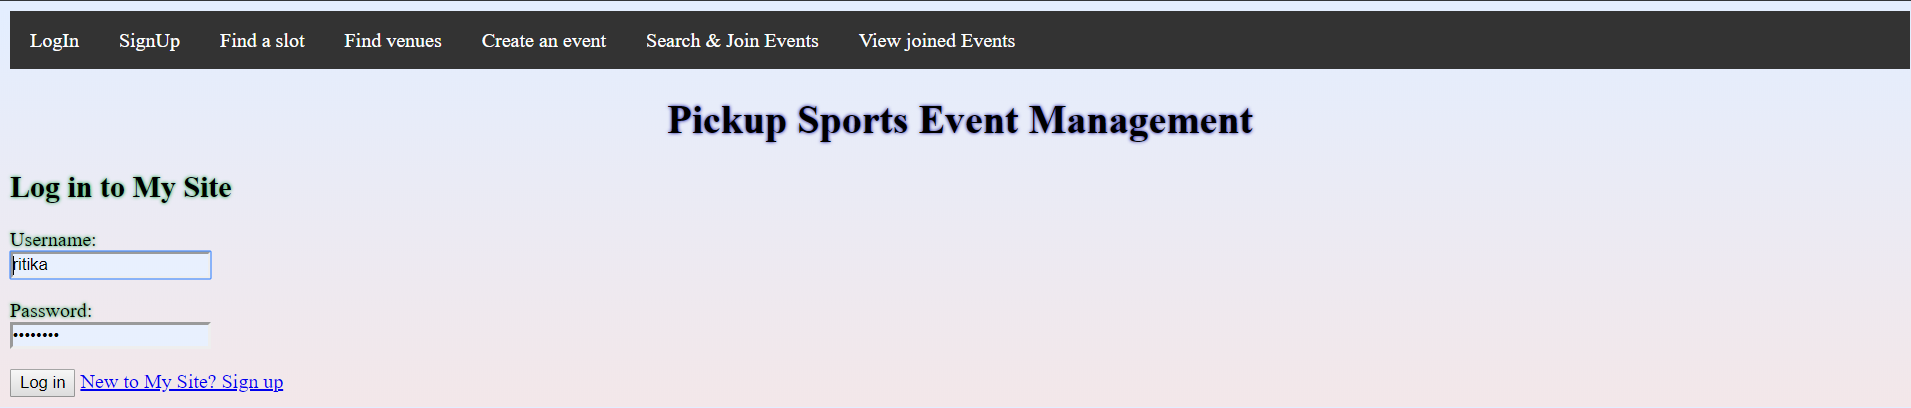 LogIn SignUp Find a slot Find venues Create an event Search & Join Events View joined Events
Pickup Sports Event Management
Log in to My Site
Username:
ritika
Password:
••••••••
Log in New to My Site? Sign up